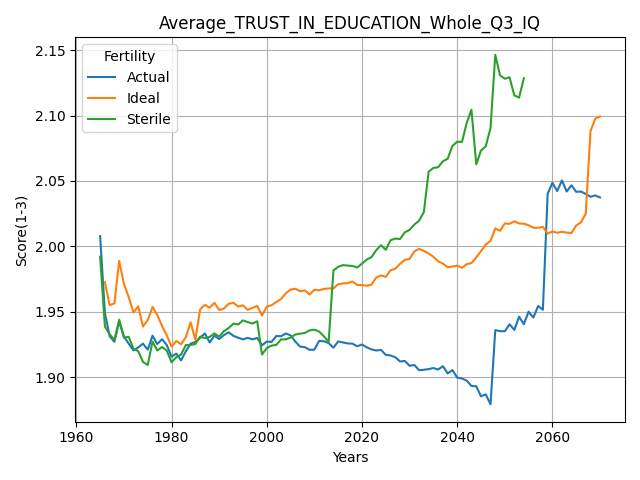 Average_TRUST_IN_EDUCATION_Whole_Q3_IQ
Fertility
Actual
Ideal
Sterile
Score(1-3)
2.15
2.10
2.05
2.00
1.95
1.90
1960
1980
2000
2020
2040
2060
Years